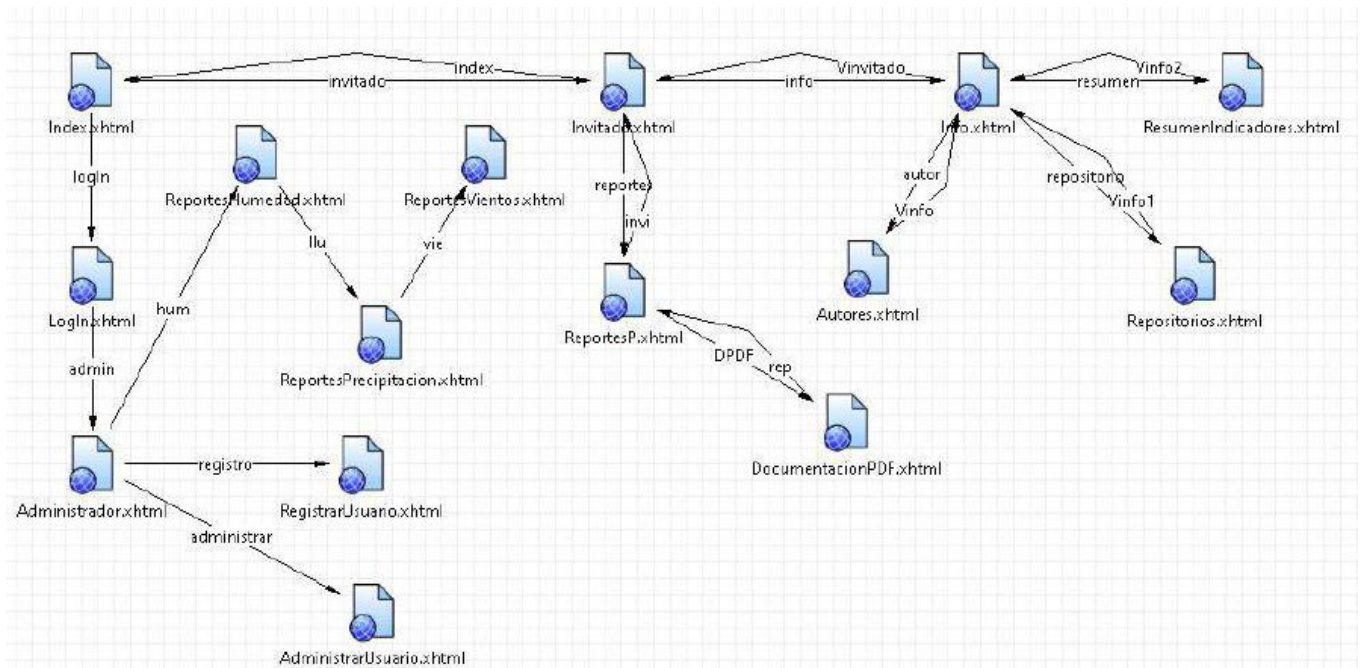 index
Vinvitado
Vinfo2
invitado
info
resumen
Index.xhtml
Invitado.xhtml
Info.xhtml
ResumenIndicadores.xhtml
logIn
reportes
autor
repositorio
ReportesHumedad.xhtml
ReportesVientos.xhtml
Vinfo
Vinfo1
invi
llu
vie
hum
LogIn.xhtml
Autores.xhtml
Repositorios.xhtml
ReportesP.xhtml
DPDF
rep
admin
ReportesPrecipitacion.xhtml
registro
DocumentacionPDF.xhtml
Administrador.xhtml
RegistrarUsuario.xhtml
administrar
AdministrarUsuario.xhtml